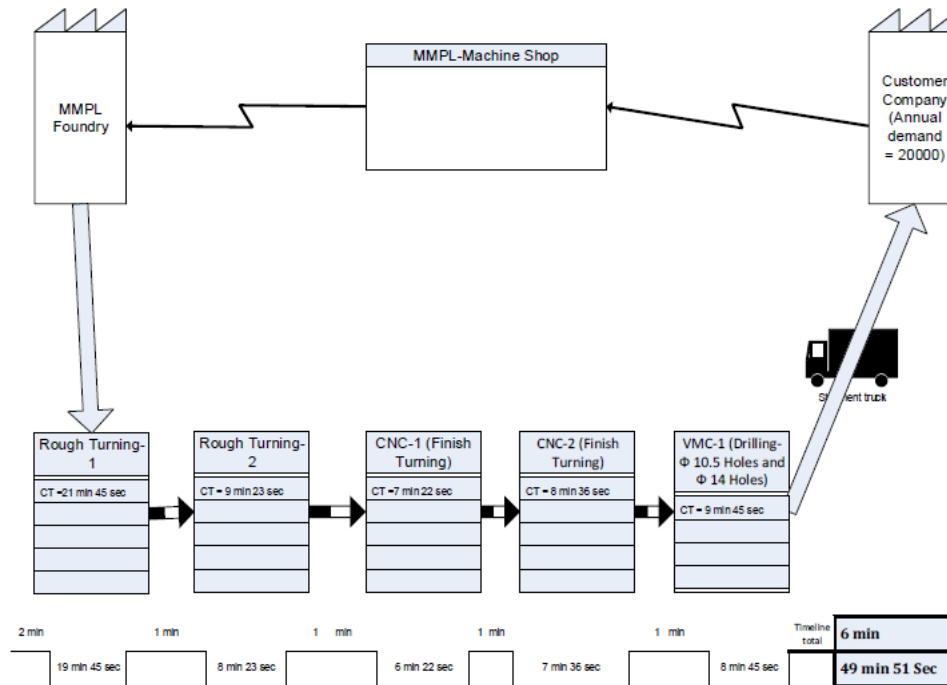 MMPL
Foundry
MMPL-Machine Shop
Customer
Company
(Annual
demand
= 20000)
Shipment truck
Rough Turning-
1
CT =21 min 45 sec
Rough Turning-
2
CT = 9 min 23 sec
CNC-1 (Finish
Turning)
CT =7 min 22 sec
CNC-2 (Finish
Turning)
CT = 8 min 36 sec
VMC-1 (Drilling-
Φ 10.5 Holes and
Φ 14 Holes)
CT = 9 min 45 sec
2 min
1 min
1 min
1 min
1 min
Timeline
total
6 min
19 min 45 sec
8 min 23 sec
6 min 22 sec
7 min 36 sec
8 min 45 sec
49 min 51 Sec